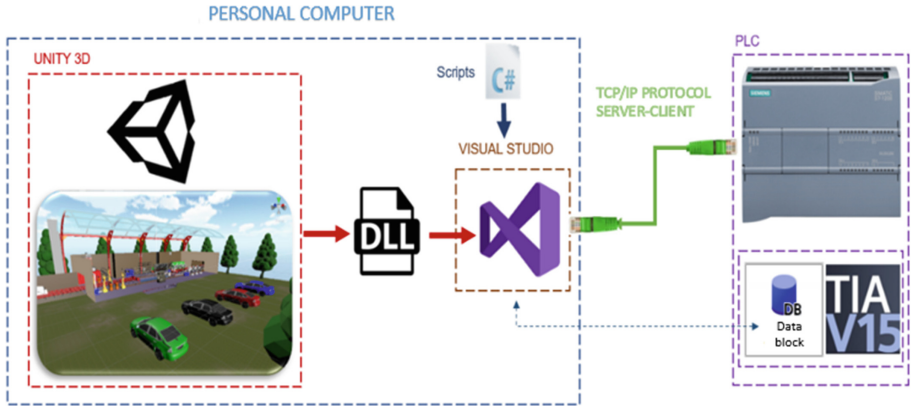 PERSONAL COMPUTER
UNITY 3D
Scripts
C#
VISUAL STUDIO
DLL
TCP/IP PROTOCOL
SERVER-CLIENT
PLC
SIEMENS
DB
Data
block
TIA
V15